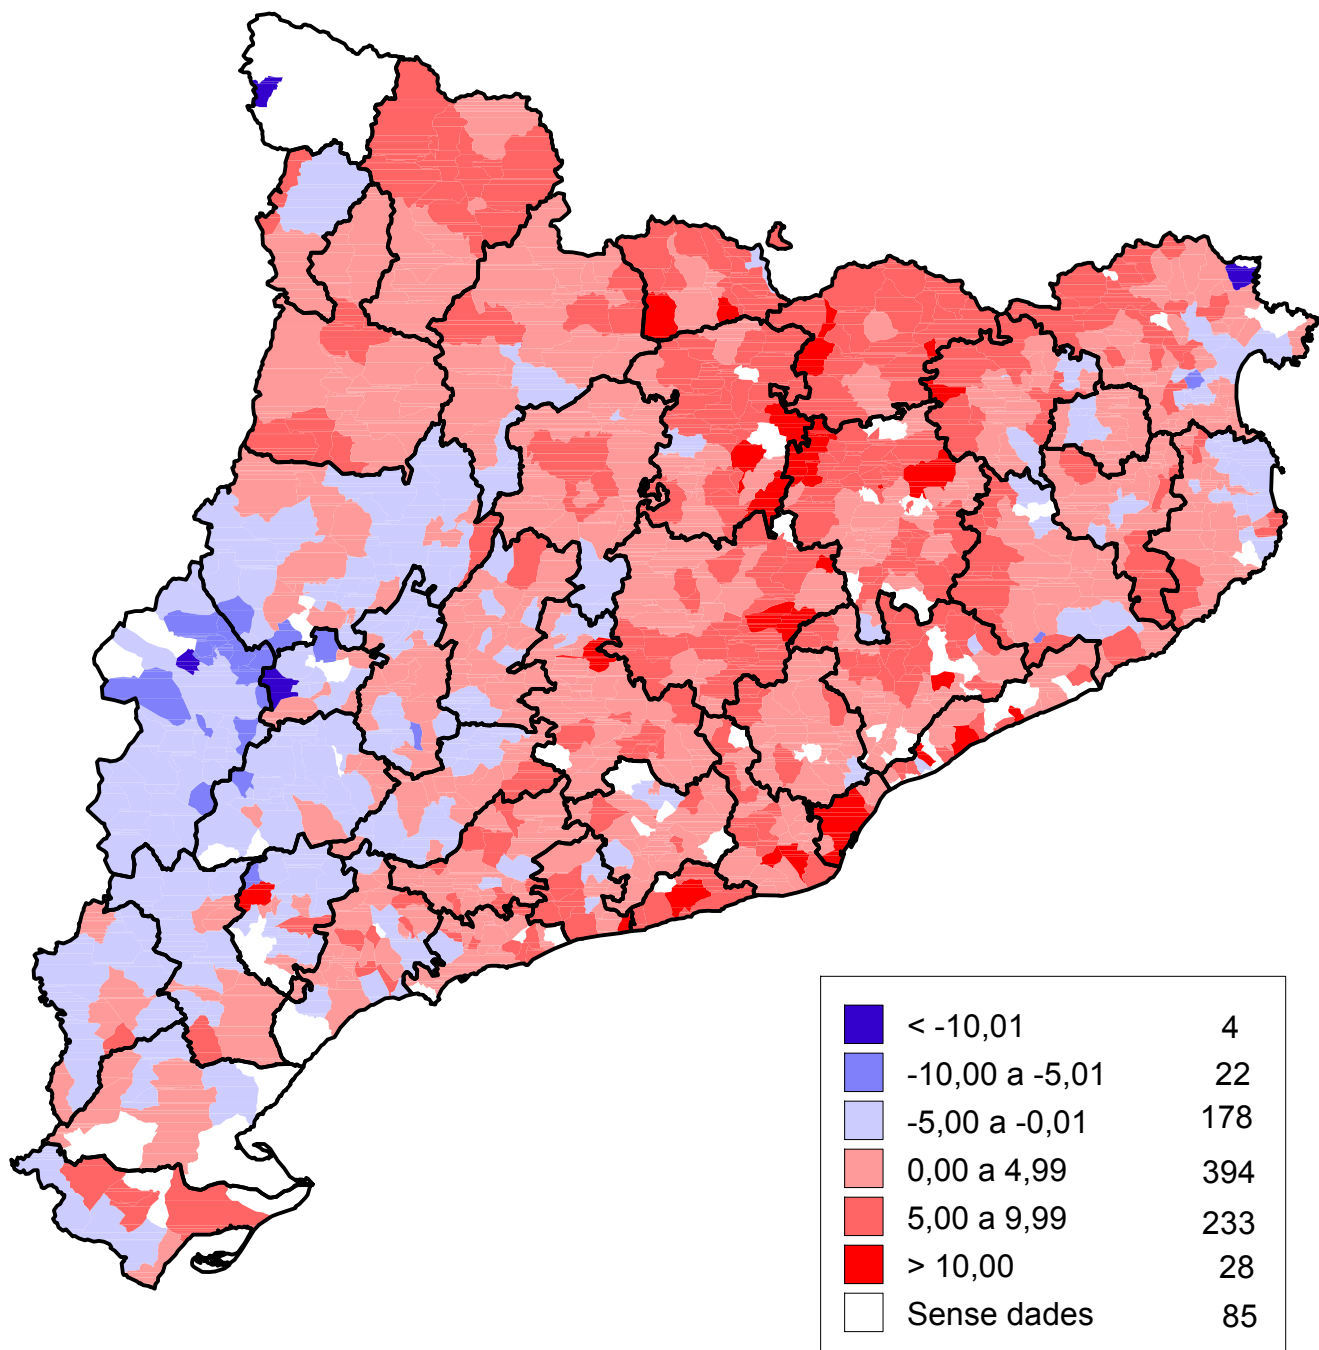 < -10,01 4
-10,00 a -5,01 22
-5,00 a -0,01 178
0,00 a 4,99 394
5,00 a 9,99 233
> 10,00 28
Sense dades 85